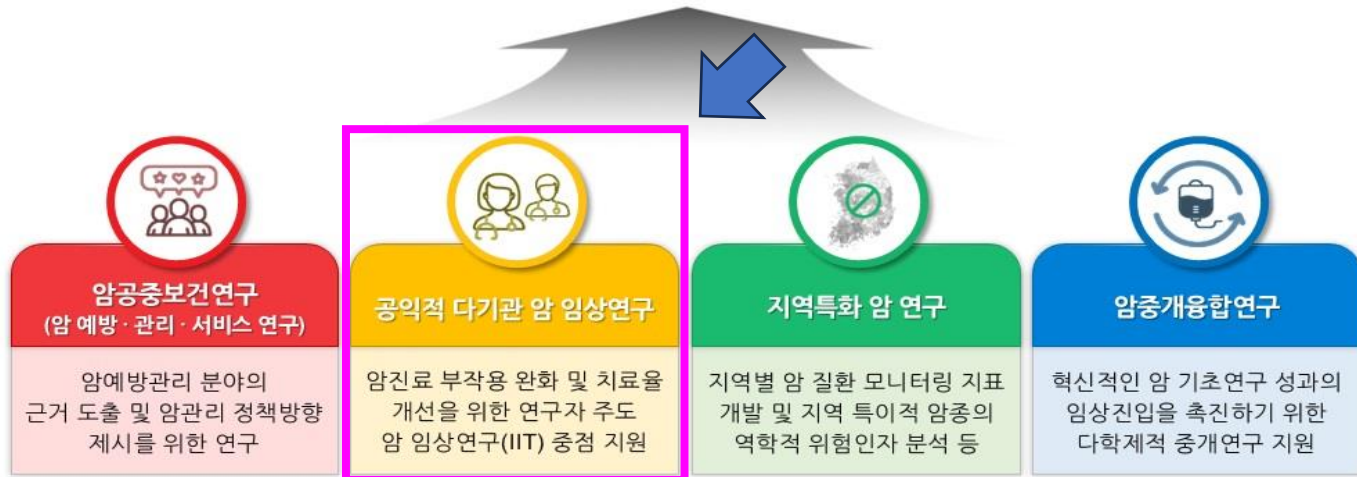 암공중보건연구
(암 예방 · 관리 · 서비스 연구)
암예방관리 분야의
근거 도출 및 암관리 정책방향
제시를 위한 연구
공익적 다기관 암 임상연구
암진료 부작용 완화 및 치료율
개선을 위한 연구자 주도
암 임상연구(IIT) 중점 지원
지역특화 암 연구
지역별 암 질환 모니터링 지표
개발 및 지역 특이적 암종의
역학적 위험인자 분석 등
암중개융합연구
혁신적인 암 기초연구 성과의
임상진입을 촉진하기 위한
다학제적 중개연구 지원